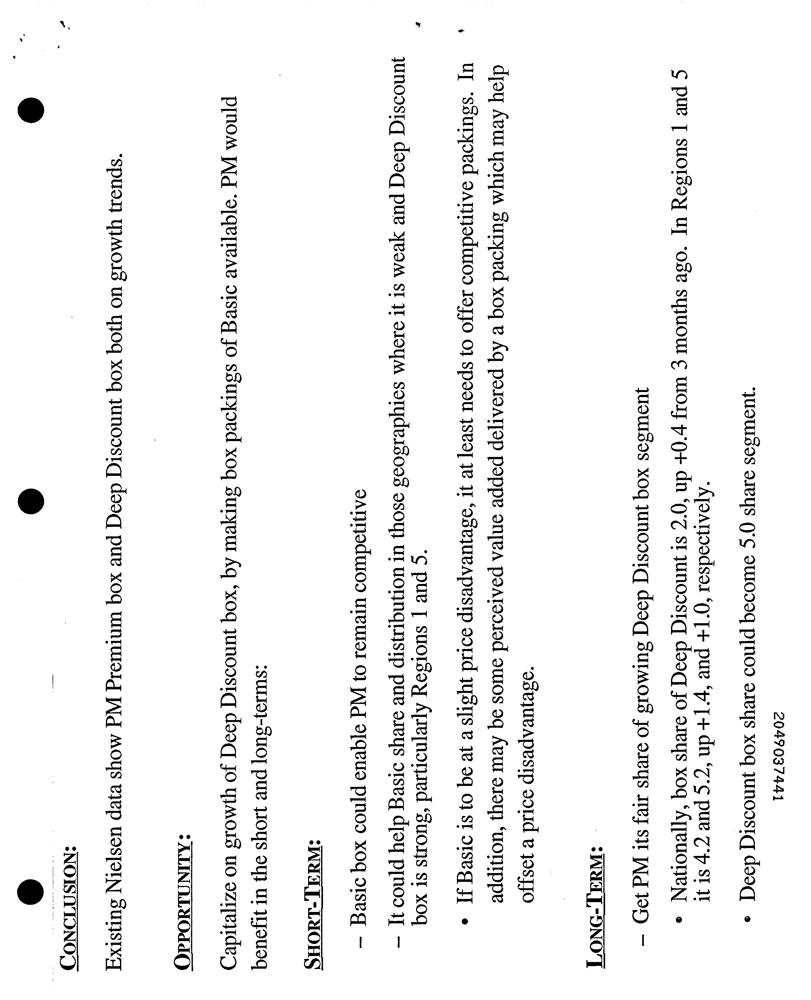 CONCLUSION:
Existing Nielsen data show PM Premium box and Deep Discount box both on growth trends.
OPPORTUNITY:
Capitalize on growth of Deep Discount box, by making box packings of Basic available. PM would
benefit in the short and long-terms:
SHORT-TERM:
– Basic box could enable PM to remain competitive
– It could help Basic share and distribution in those geographies where it is weak and Deep Discount
box is strong, particularly Regions 1 and 5.
• If Basic is to be at a slight price disadvantage, it at least needs to offer competitive packings. In
addition, there may be some perceived value added delivered by a box packing which may help
offset a price disadvantage.
LONG-TERM:
– Get PM its fair share of growing Deep Discount box segment
• Nationally, box share of Deep Discount is 2.0, up +0.4 from 3 months ago. In Regions 1 and 5
it is 4.2 and 5.2, up +1.4, and +1.0, respectively.
• Deep Discount box share could become 5.0 share segment.
2049037441